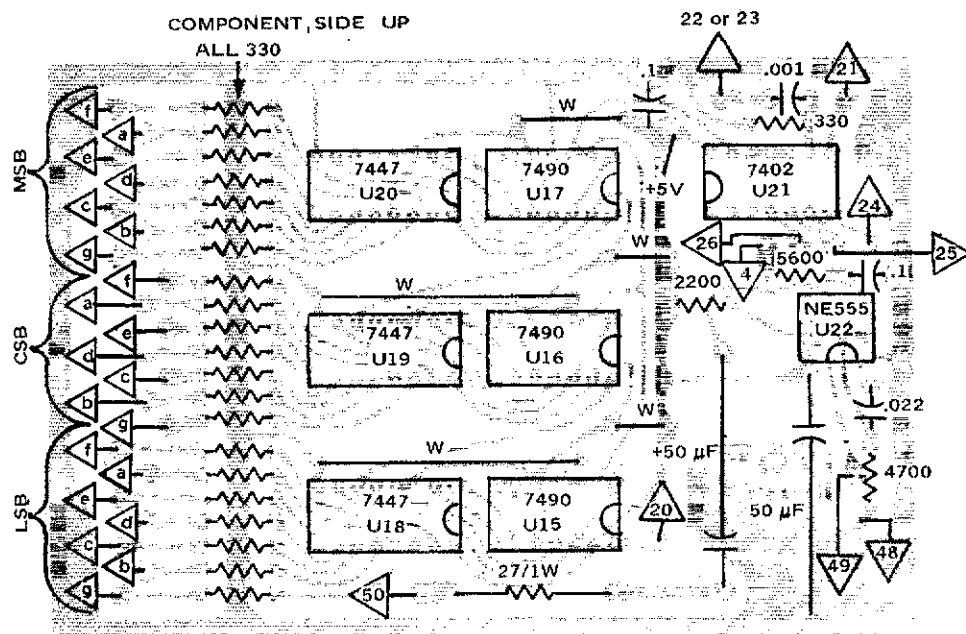 COMPONENT, SIDE UP
ALL 330
22 or 23
.1
.001
21
330
W
MSB
f
a
e
d
c
b
g
7447
U20
7490
U17
+5V
7402
U21
24
26
4
5600
25
W
2200
.1
CSB
f
a
e
d
c
b
g
W
7447
U19
7490
U16
NE555
U22
W
.022
LSB
f
a
e
d
c
b
g
W
+50 µF
4700
7447
U18
7490
U15
20
50 µF
48
49
27/1W
50